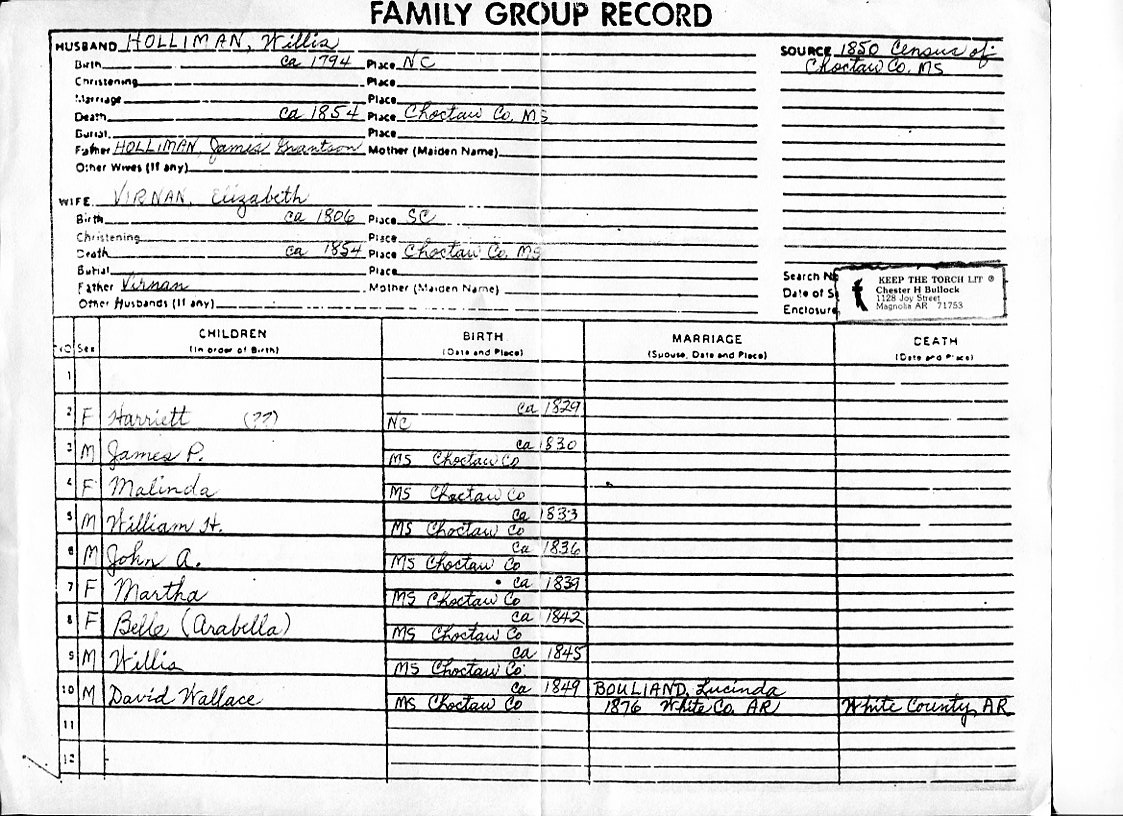 FAMILY GROUP RECORD
HUSBAND HOLLIMAN, Willis
Birth ca 1794 Place NC
Christening Place
Marriage Place
Death ca 1854 Place Choctaw Co, MS
Burial Place
Father HOLLIMAN, James Grantson Mother (Maiden Name)
Other Wives (If any)
WIFE VIRNAN, Elizabeth
Birth ca 1806 Place SC
Christening Place
Death ca 1854 Place Choctaw Co, MS
Burial Place
Father Virnan Mother (Maiden Name)
Other Husbands (If any)
SOURCE 1850 Census of
Choctaw Co, MS
Search
Date of
Enclosure
KEEP THE TORCH LIT ®
Chester H Bullock
1128 Joy Street
Magnolia AR 71753
NO Sex CHILDREN (In order of Birth) BIRTH (Date and Place) MARRIAGE (Spouse, Date and Place) DEATH (Date and Place)
1
2 F Harriett (??) ca 1829
NC
3 M James P. ca 1830
MS Choctaw Co
4 F Malinda
MS Choctaw Co
5 M William H. ca 1833
MS Choctaw Co
6 M John A. ca 1836
MS Choctaw Co
7 F Martha ca 1839
MS Choctaw Co
8 F Belle (Arabella) ca 1842
MS Choctaw Co
9 M Willis ca 1845
MS Choctaw Co.
10 M David Wallace ca 1849 BOULIAND, Lucinda
MS Choctaw Co 1876 White Co, AR White County, AR
11
12